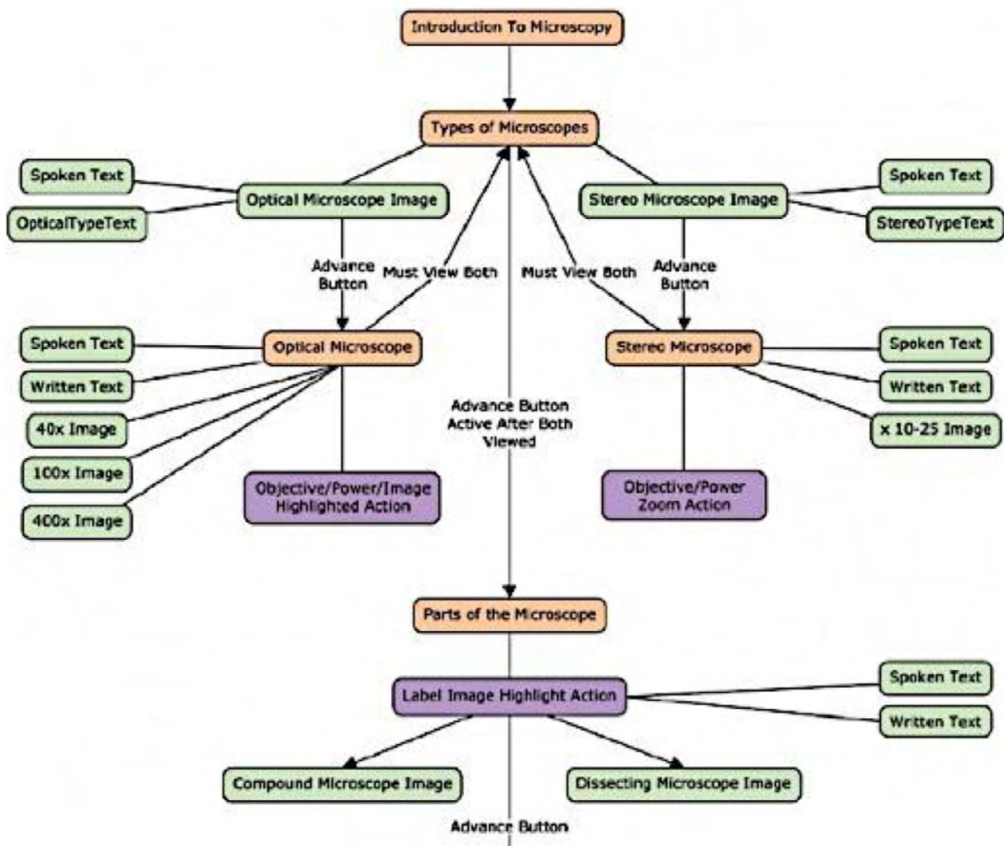 Introduction To Microscopy
Types of Microscopes
Spoken Text
OpticalTypeText
Optical Microscope Image
Stereo Microscope Image
Spoken Text
StereoTypeText
Advance
Button
Must View Both
Must View Both
Advance
Button
Spoken Text
Written Text
40x Image
100x Image
400x Image
Optical Microscope
Stereo Microscope
Spoken Text
Written Text
x 10-25 Image
Advance Button
Active After Both
Viewed
Objective/Power/Image
Highlighted Action
Objective/Power
Zoom Action
Parts of the Microscope
Label Image Highlight Action
Spoken Text
Written Text
Compound Microscope Image
Dissecting Microscope Image
Advance Button